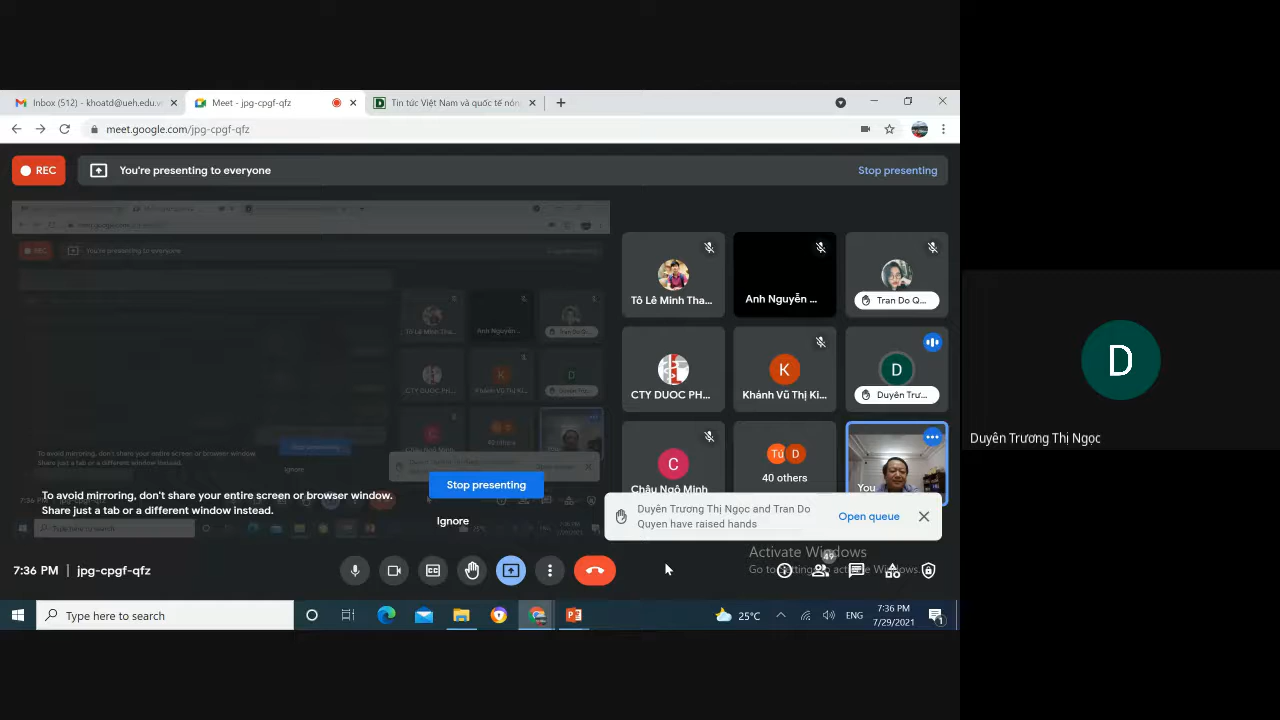 Inbox (512) - khoatd@ueh.edu.v
Meet - jpg-cpgf-qfz
Tin tức Việt Nam và quốc tế nón
meet.google.com/jpg-cpgf-qfz
REC
You're presenting to everyone
Stop presenting
Tô Lê Minh Tha...
Anh Nguyễn ...
Tran Do Q...
CTY DUOC PH...
Khánh Vũ Thị Ki...
D
Duyên Trư...
K
C
Châu Ngô Minh
Tú D
40 others
You
D
Duyên Trương Thị Ngọc
To avoid mirroring, don't share your entire screen or browser window.
Share just a tab or a different window instead.
Stop presenting
Ignore
Duyên Trương Thị Ngọc and Tran Do
Quyen have raised hands
Open queue
Activate Windows
7:36 PM | jpg-cpgf-qfz
49
Type here to search
25°C
ENG
7:36 PM
7/29/2021
1